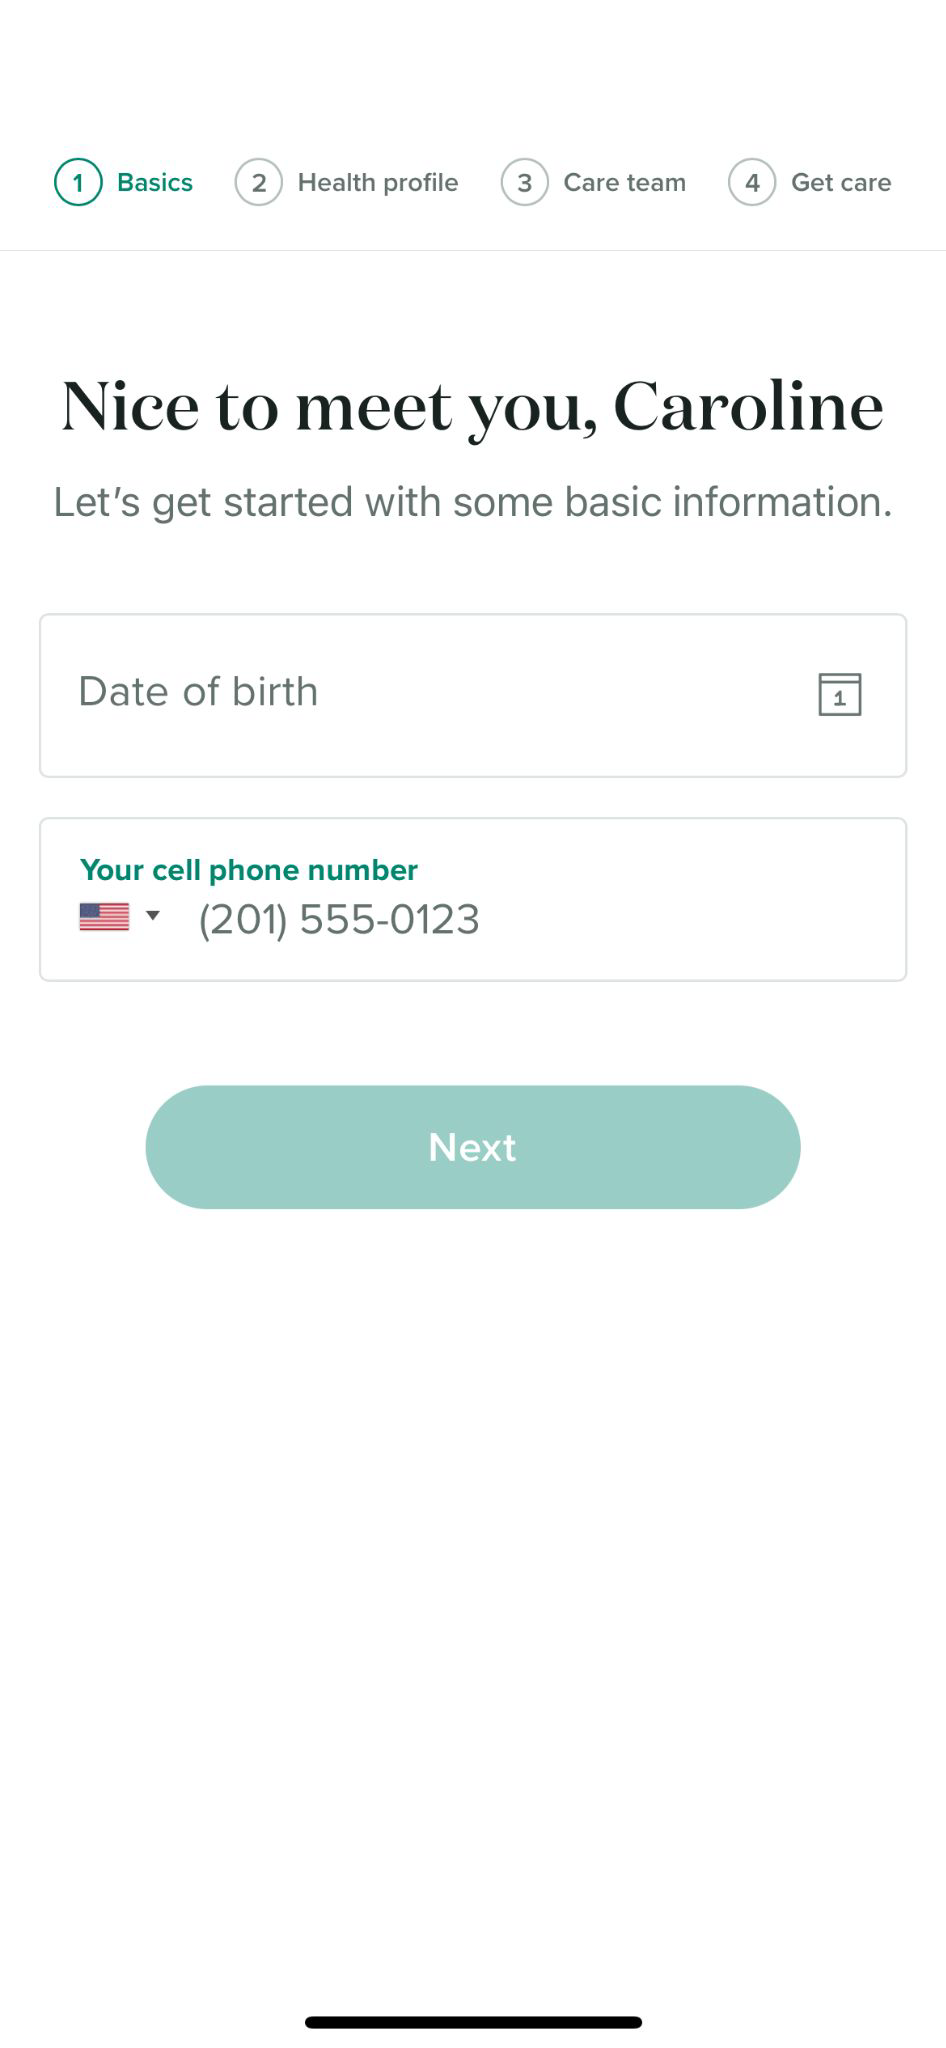 1 Basics 2 Health profile 3 Care team 4 Get care
Nice to meet you, Caroline
Let's get started with some basic information.
Date of birth 1
Your cell phone number
(201) 555-0123
Next